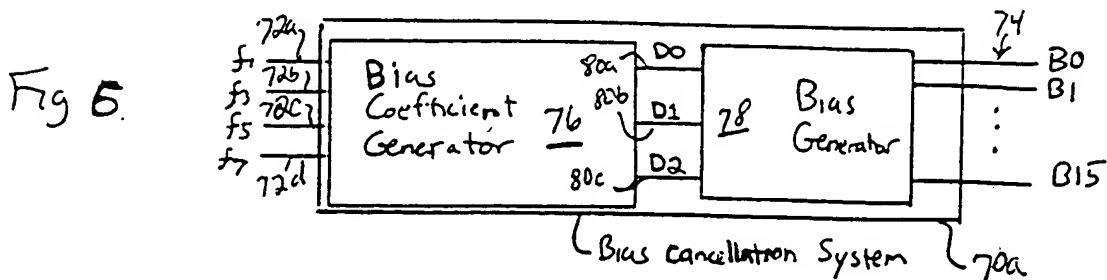 Fig 6.
72a
f1
72b
f3
72c
f5
f7
72d
Bias
Coefficient
Generator
76
80a
D0
80b
D1
80c
D2
78
Bias
Generator
74
B0
B1
B15
Bias Cancellation System
70a